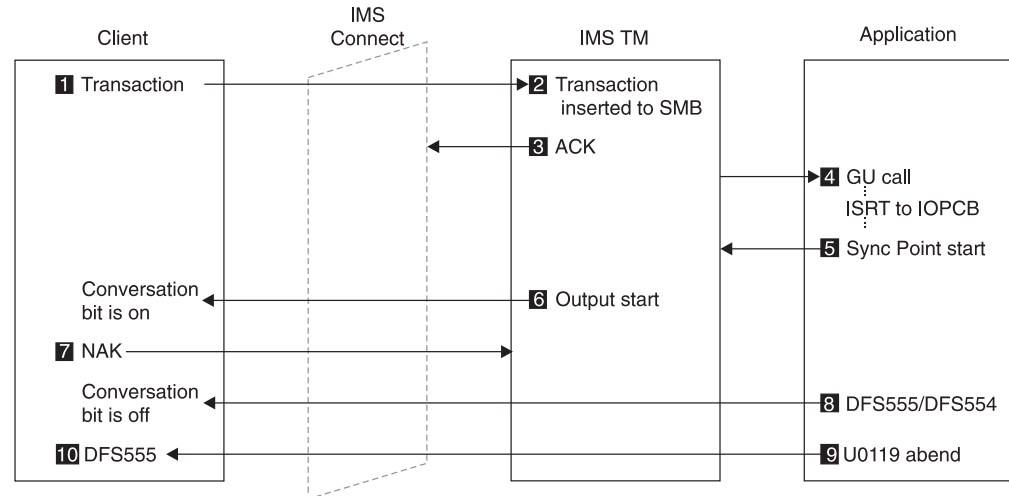 Client
IMS
Connect
IMS TM
Application
1 Transaction
2 Transaction
inserted to SMB
3 ACK
4 GU call
ISRT to IOPCB
5 Sync Point start
Conversation
bit is on
6 Output start
7 NAK
Conversation
bit is off
8 DFS555/DFS554
10 DFS555
9 U0119 abend